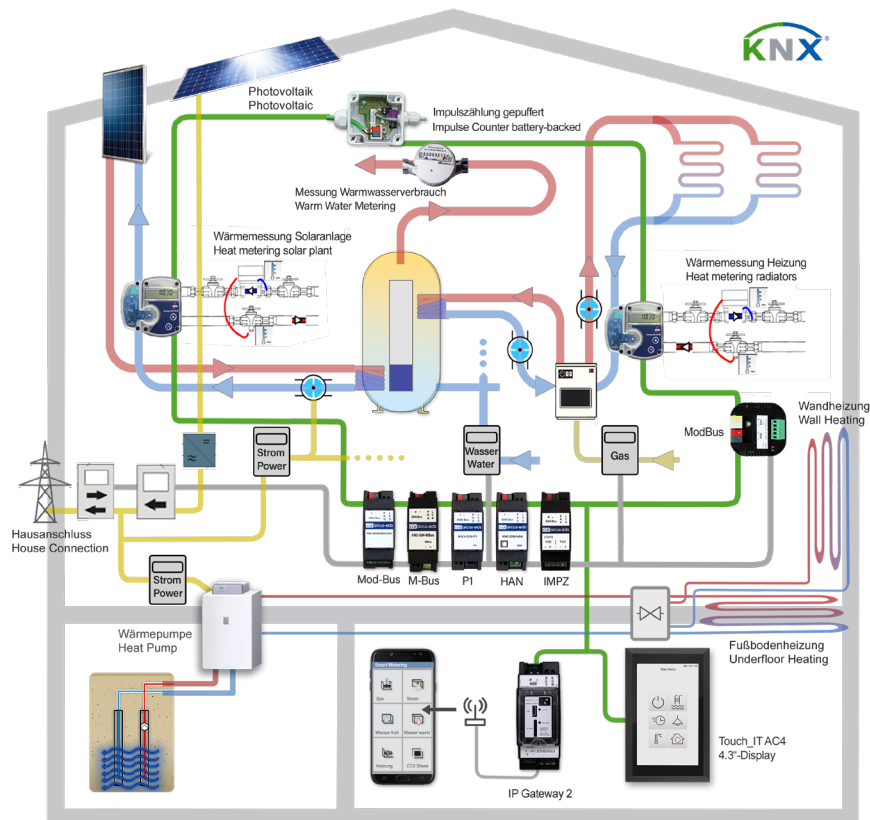 KNX®
Photovoltaik
Photovoltaic
Impulszählung gepuffert
Impulse Counter battery-backed
Messung Warmwasserverbrauch
Warm Water Metering
Wärmemessung Solaranlage
Heat metering solar plant
Wärmemessung Heizung
Heat metering radiators
Wandheizung
Wall Heating
ModBus
Strom
Power
Wasser
Water
Gas
Hausanschluss
House Connection
Mod-Bus
M-Bus
P1
HAN
IMPZ
Strom
Power
Wärmepumpe
Heat Pump
Fußbodenheizung
Underfloor Heating
Smart Metering
Gas
Strom
Wasser Kalt
Wasser warm
Heizung
CO2 Bilanz
IP Gateway 2
Touch_IT AC4
4.3"-Display